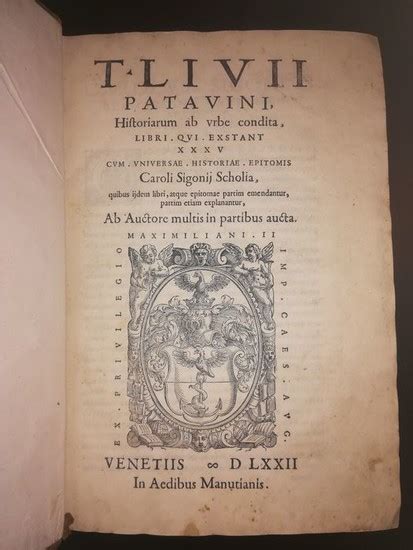 T·LIVII
PATAVINI,
Historiarum ab vrbe condita,
LIBRI . QVI . EXSTANT
XXXV
CVM . VNIVERSAE . HISTORIAE . EPITOMIS
Caroli Sigonij Scholia,
quibus ijdem libri, atque epitomae partim emendantur,
partim etiam explanantur,
Ab Auctore multis in partibus aucta.
MAXIMILIANI . II
IMP . CAES . AVG.
EX . PRIVILEGIO
VENETIIS ∞ D LXXII
In Aedibus Manutianis.